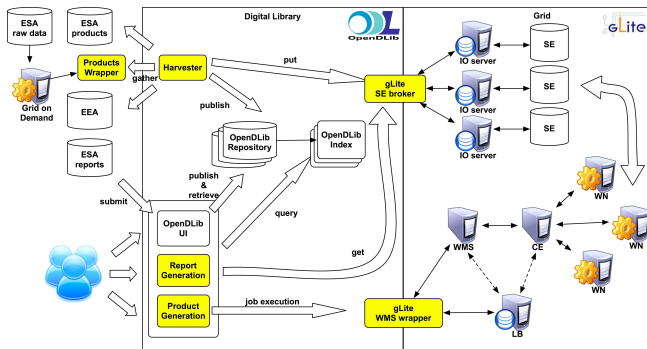 Digital Library
Grid
OpenDLib
gLite
ESA
raw data
ESA
products
Products
Wrapper
Harvester
gather
Grid on
Demand
EEA
ESA
reports
put
publish
gLite
SE broker
IO server
SE
IO server
SE
IO server
SE
OpenDLib
Repository
OpenDLib
Index
publish
&
retrieve
submit
query
OpenDLib
UI
Report
Generation
get
Product
Generation
job execution
gLite
WMS wrapper
WMS
CE
WN
WN
WN
LB